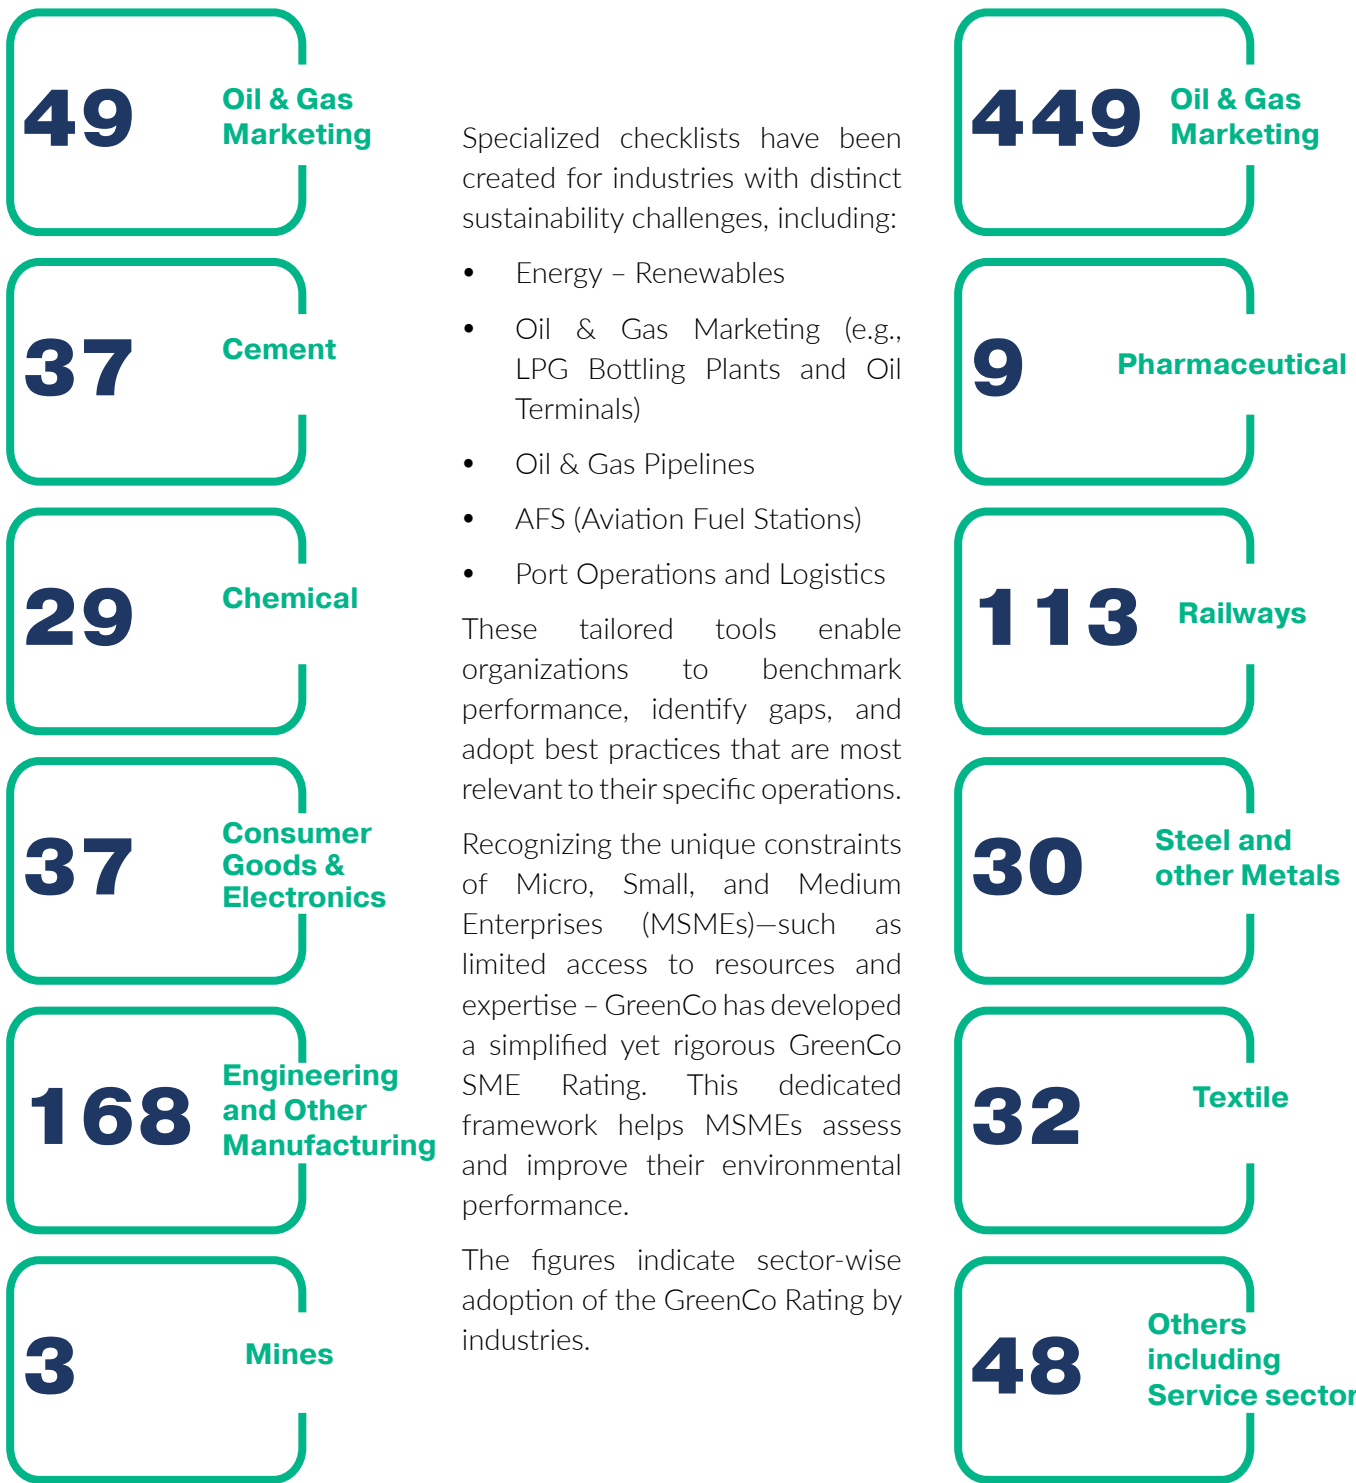 49
Oil & Gas
Marketing
37
Cement
29
Chemical
37
Consumer
Goods &
Electronics
168
Engineering
and Other
Manufacturing
3
Mines
Specialized checklists have been
created for industries with distinct
sustainability challenges, including:
• Energy – Renewables
• Oil & Gas Marketing (e.g.,
LPG Bottling Plants and Oil
Terminals)
• Oil & Gas Pipelines
• AFS (Aviation Fuel Stations)
• Port Operations and Logistics
These tailored tools enable
organizations to benchmark
performance, identify gaps, and
adopt best practices that are most
relevant to their specific operations.
Recognizing the unique constraints
of Micro, Small, and Medium
Enterprises (MSMEs)—such as
limited access to resources and
expertise – GreenCo has developed
a simplified yet rigorous GreenCo
SME Rating. This dedicated
framework helps MSMEs assess
and improve their environmental
performance.
The figures indicate sector-wise
adoption of the GreenCo Rating by
industries.
449
Oil & Gas
Marketing
9
Pharmaceutical
113
Railways
30
Steel and
other Metals
32
Textile
48
Others
including
Service sector